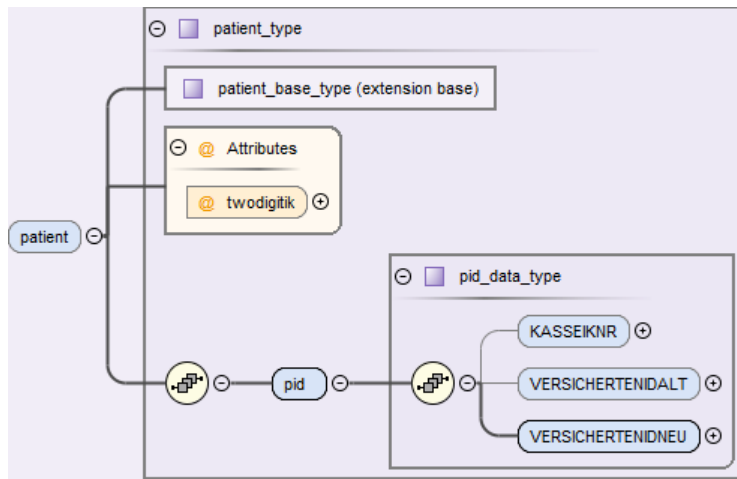 patient_type
patient_base_type (extension base)
@ Attributes
@ twodigitik
patient
pid_data_type
KASSEIKNR
pid
VERSICHERTENIDALT
VERSICHERTENIDNEU